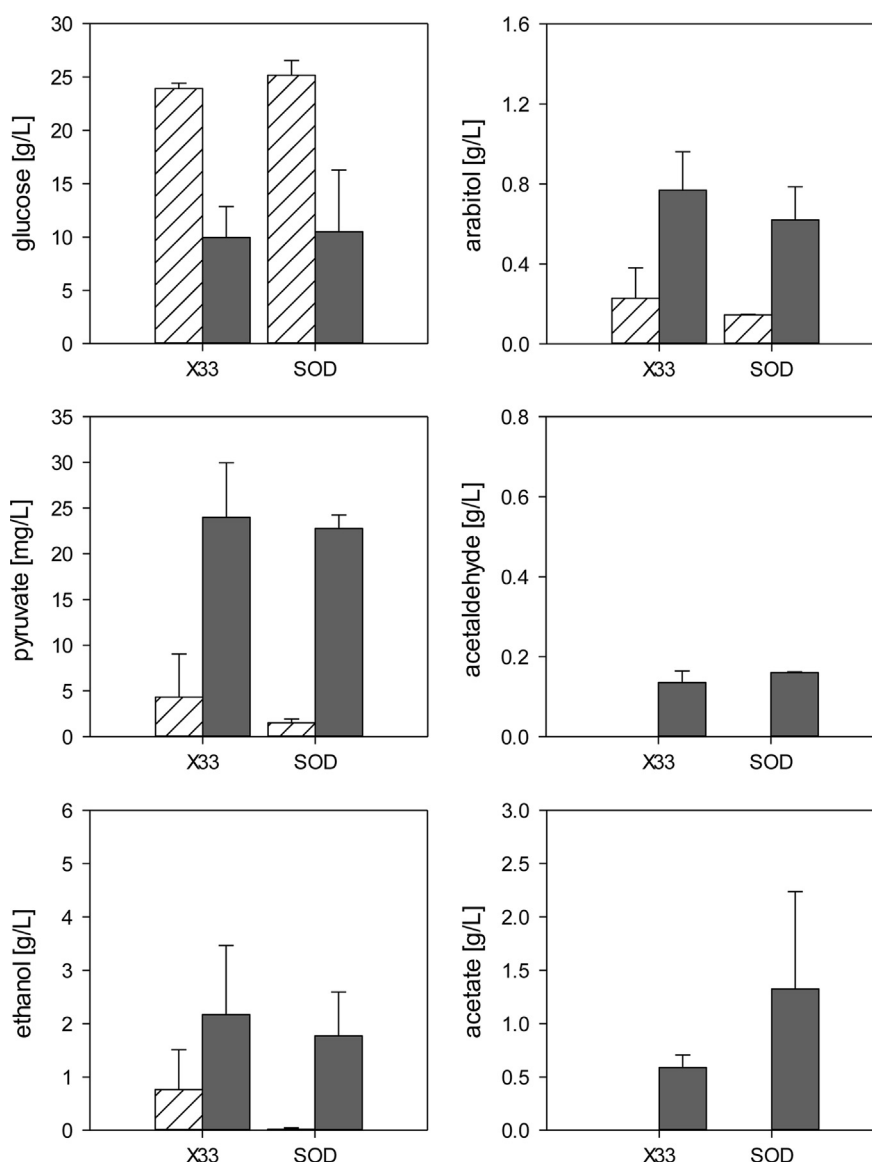 glucose [g/L]
30
25
20
15
10
5
0
X33
SOD
arabitol [g/L]
1.6
1.2
0.8
0.4
0.0
X33
SOD
pyruvate [mg/L]
35
30
25
20
15
10
5
0
X33
SOD
acetaldehyde [g/L]
0.8
0.6
0.4
0.2
0.0
X33
SOD
ethanol [g/L]
6
5
4
3
2
1
0
X33
SOD
acetate [g/L]
3.0
2.5
2.0
1.5
1.0
0.5
0.0
X33
SOD